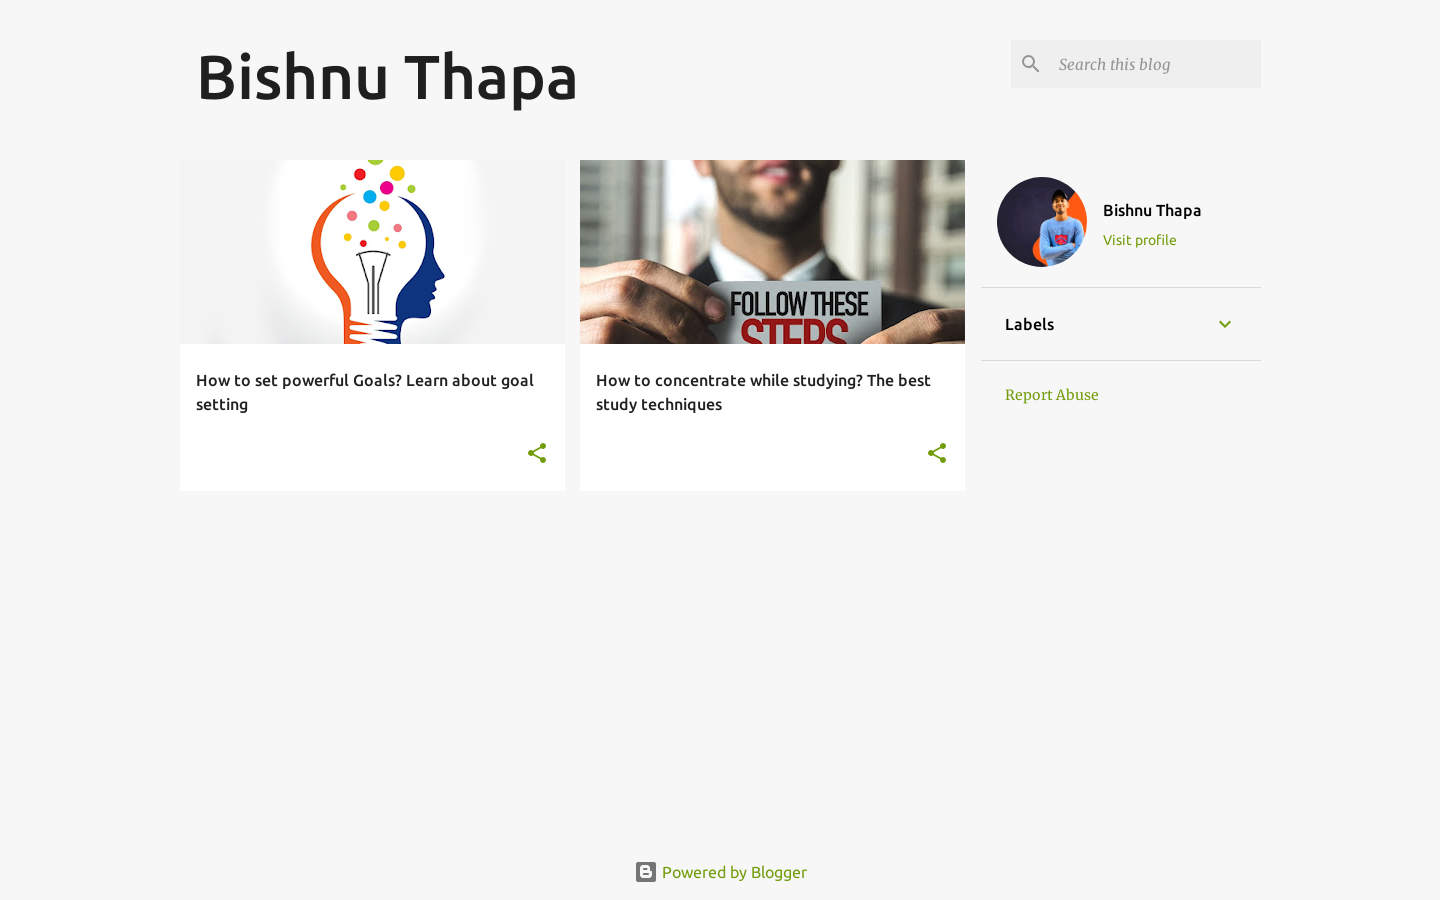 Bishnu Thapa
Search this blog
FOLLOW THESE
STEPS
How to set powerful Goals? Learn about goal
setting
How to concentrate while studying? The best
study techniques
Bishnu Thapa
Visit profile
Labels
Report Abuse
Powered by Blogger